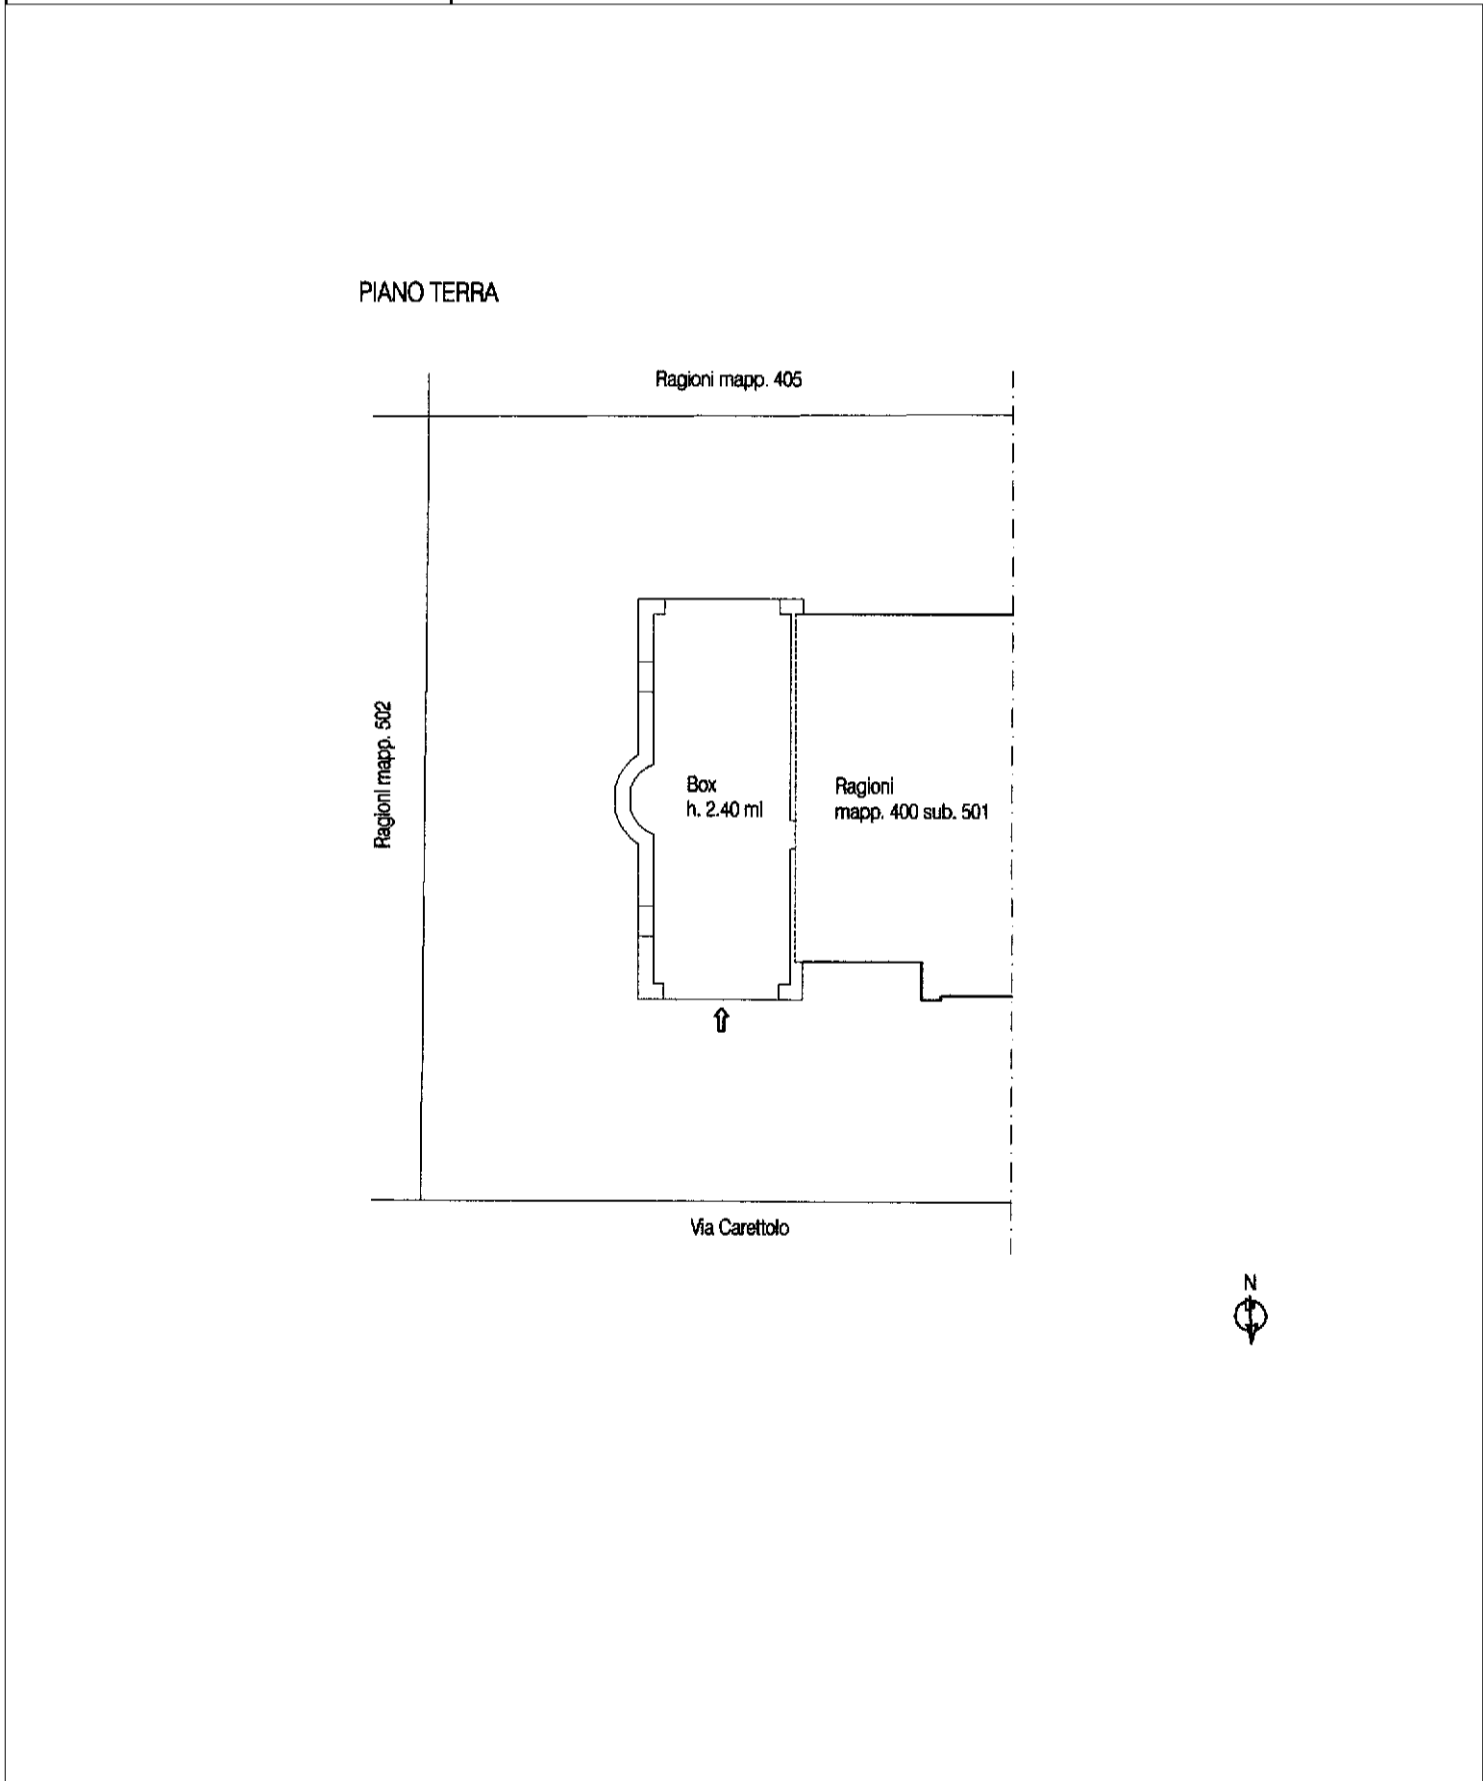 PIANO TERRA
Ragioni mapp. 405
Ragioni mapp. 502
Box
h. 2.40 ml
Ragioni
mapp. 400 sub. 501
Via Carettolo
N